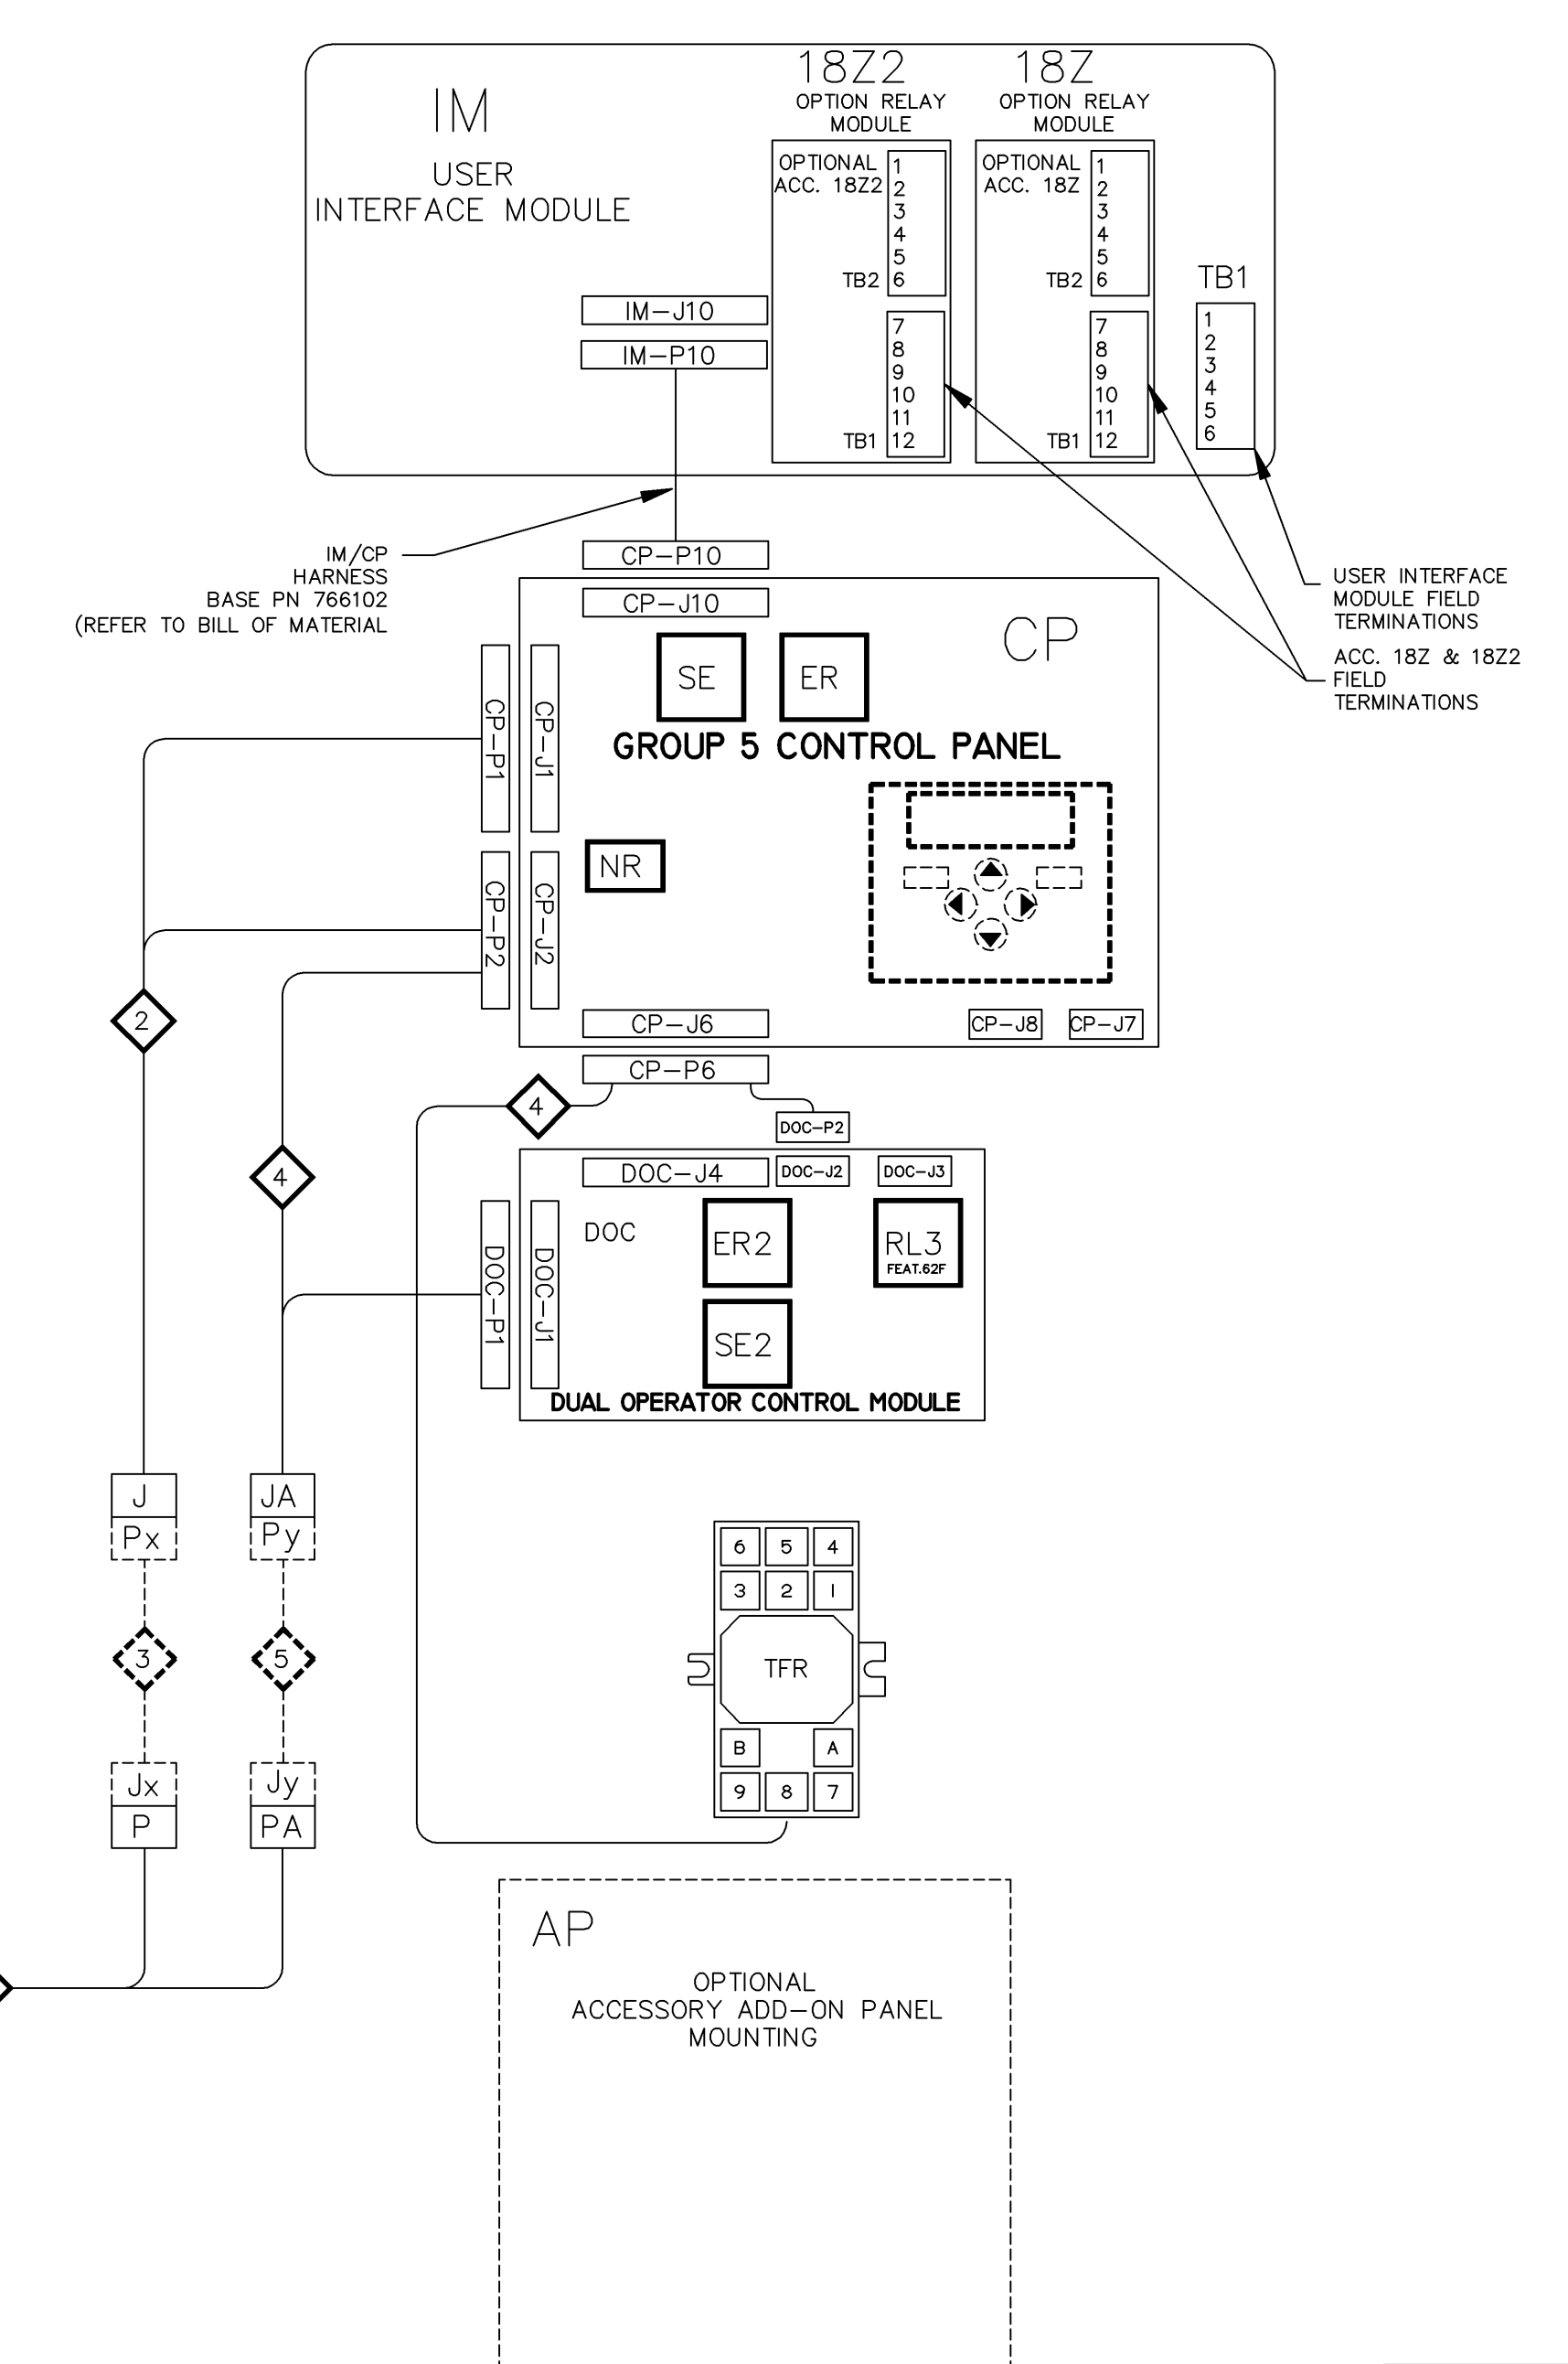 IM
USER
INTERFACE MODULE
18Z2
OPTION RELAY
MODULE
OPTIONAL
ACC. 18Z2
1
2
3
4
5
6
TB2
7
8
9
10
11
12
TB1
18Z
OPTION RELAY
MODULE
OPTIONAL
ACC. 18Z
1
2
3
4
5
6
TB2
7
8
9
10
11
12
TB1
TB1
1
2
3
4
5
6
IM-J10
IM-P10
IM/CP
HARNESS
BASE PN 766102
(REFER TO BILL OF MATERIAL
USER INTERFACE
MODULE FIELD
TERMINATIONS
ACC. 18Z & 18Z2
FIELD
TERMINATIONS
CP-P10
CP-J10
CP
SE
ER
GROUP 5 CONTROL PANEL
CP-P1
CP-J1
NR
CP-P2
CP-J2
CP-J6
CP-J8
CP-J7
CP-P6
2
4
4
DOC-P2
DOC-J4
DOC-J2
DOC-J3
DOC
DOC-P1
DOC-J1
ER2
RL3
FEAT.62F
SE2
DUAL OPERATOR CONTROL MODULE
J
Px
JA
Py
3
5
Jx
P
Jy
PA
6 5 4
3 2 1
TFR
B A
9 8 7
AP
OPTIONAL
ACCESSORY ADD-ON PANEL
MOUNTING